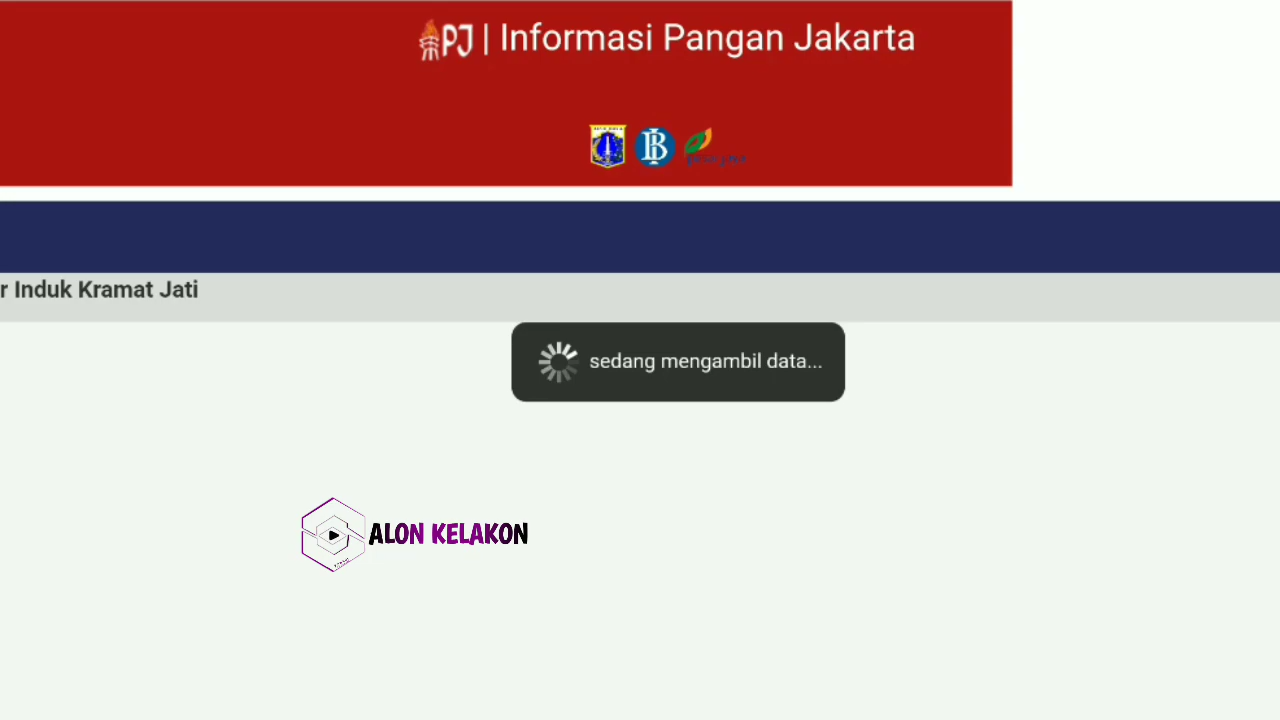 PJ | Informasi Pangan Jakarta
r Induk Kramat Jati
sedang mengambil data...
ALON KELAKON